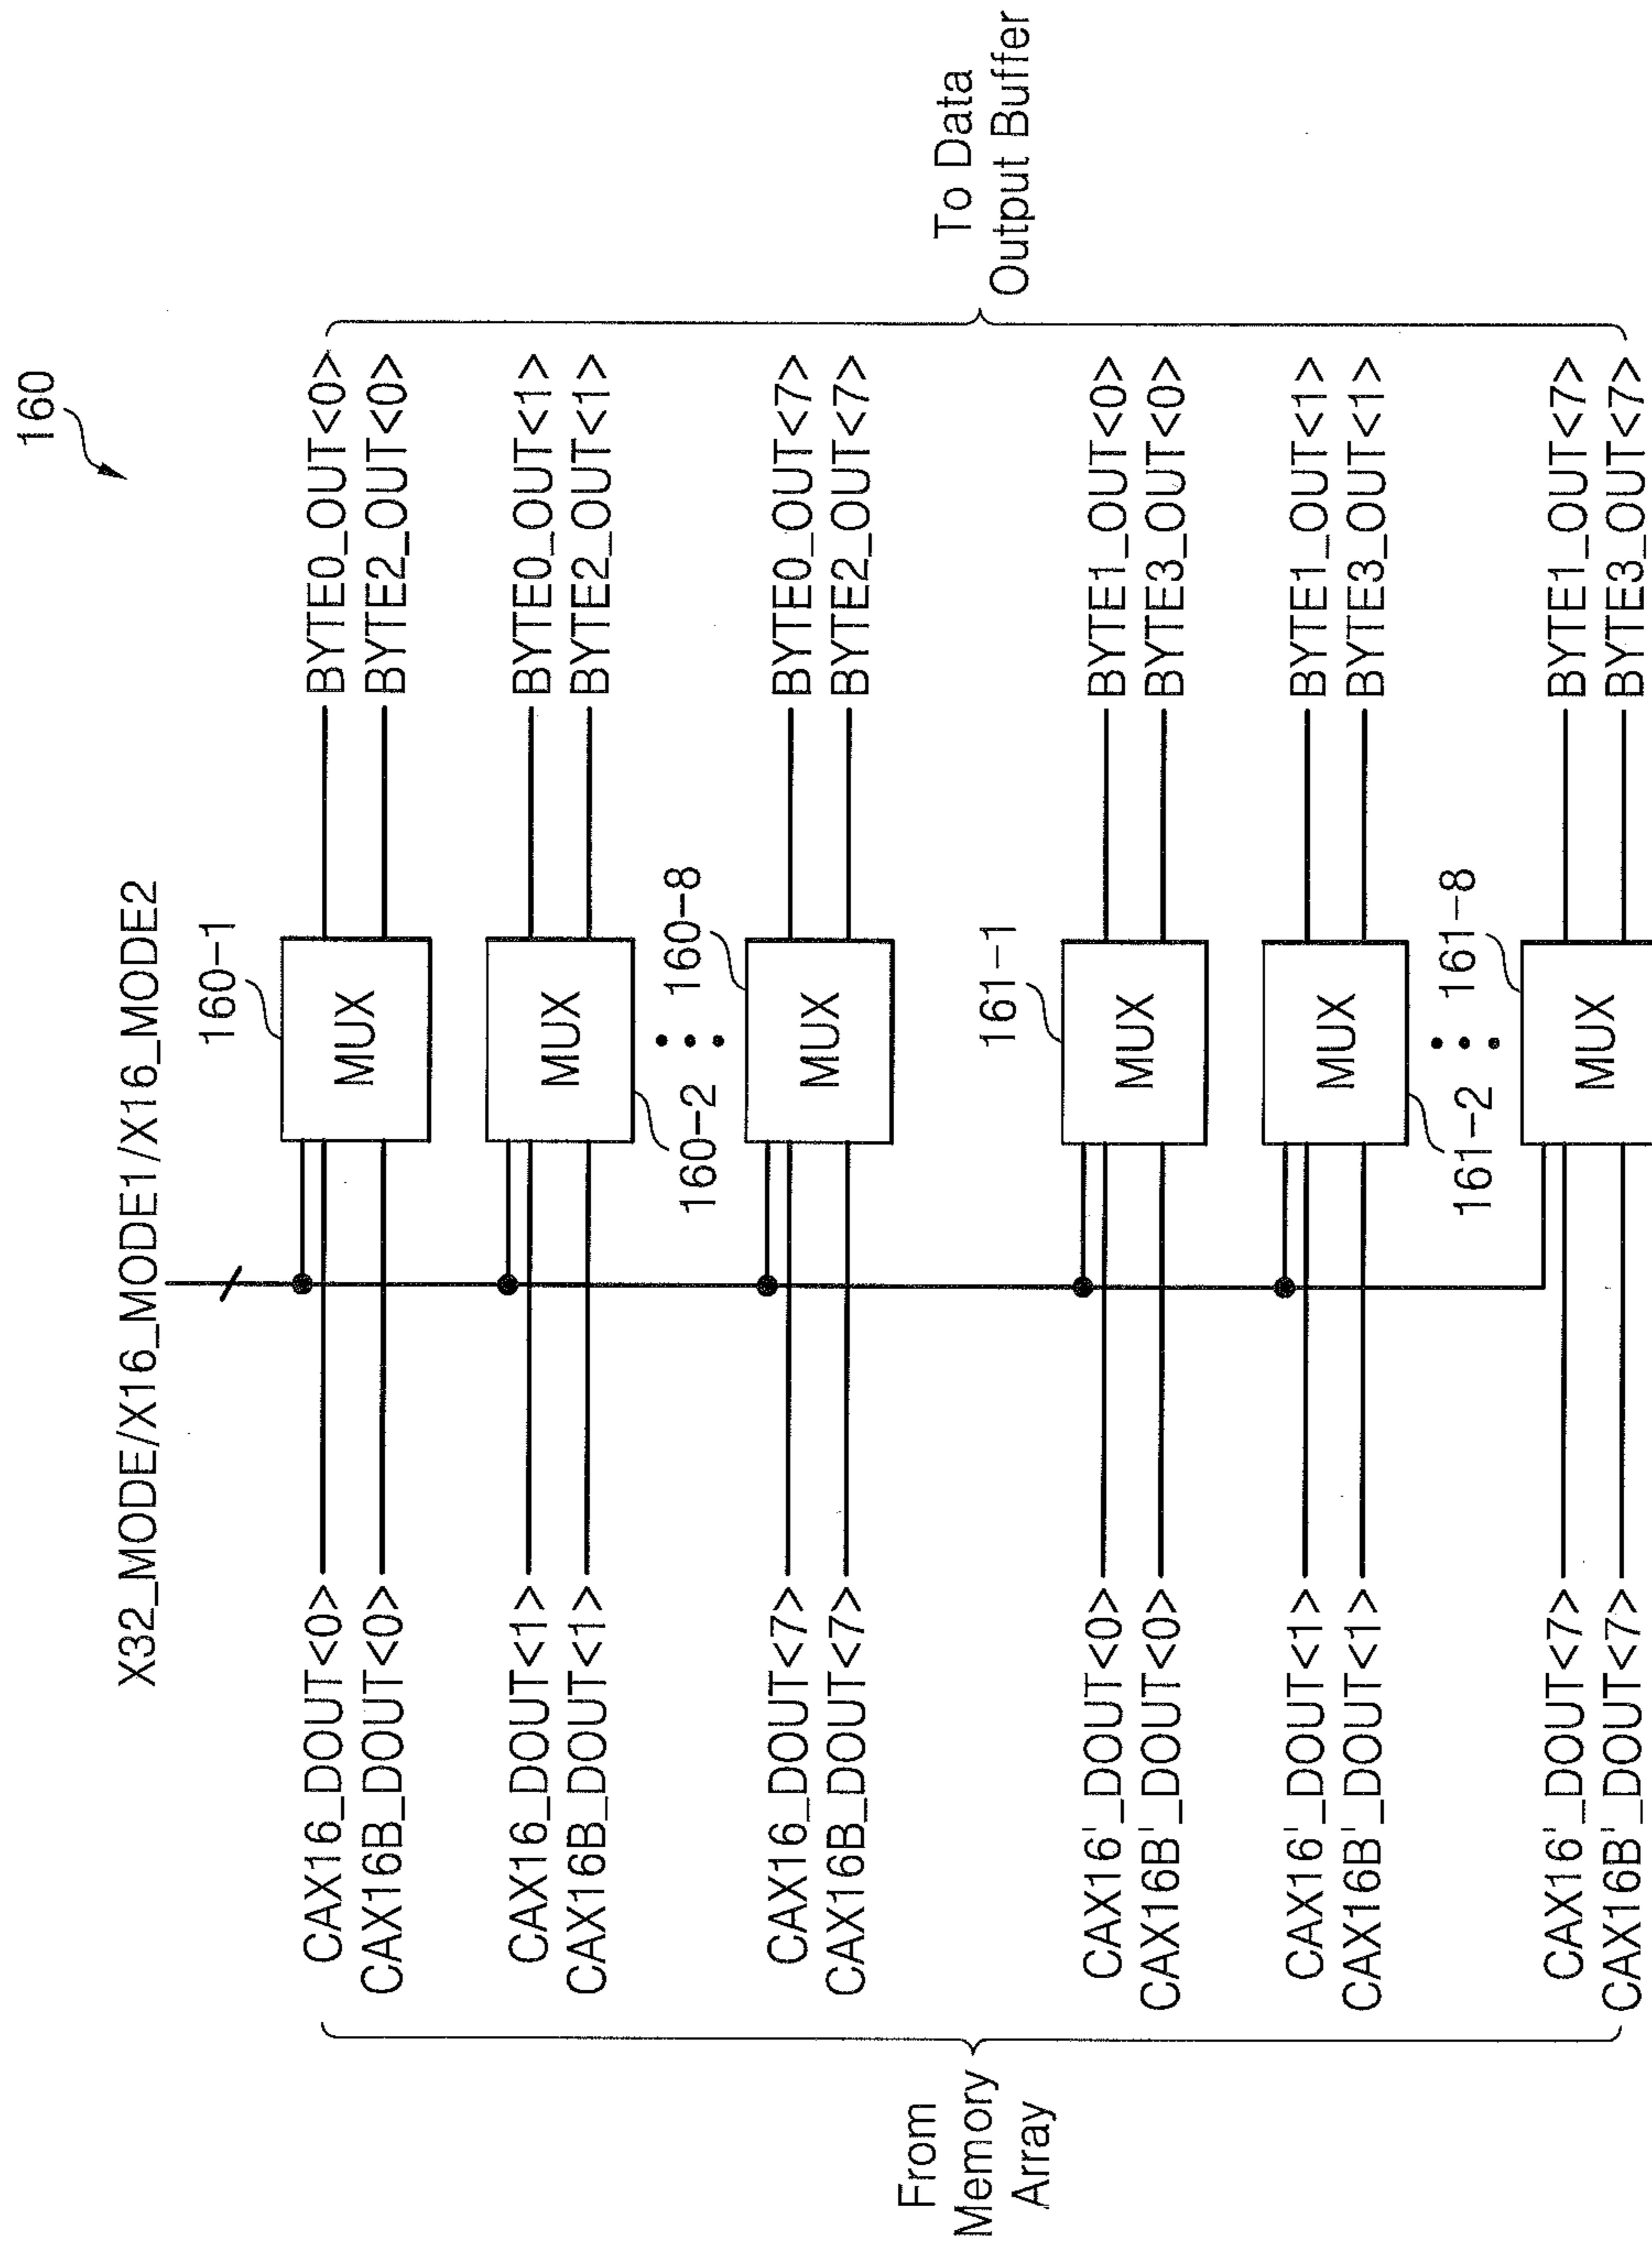 160
X32_MODE/X16_MODE1/X16_MODE2
From
Memory
Array
CAX16_DOUT<0>
CAX16B_DOUT<0>
160-1
MUX
BYTE0_OUT<0>
BYTE2_OUT<0>
CAX16_DOUT<1>
CAX16B_DOUT<1>
MUX
160-2
BYTE0_OUT<1>
BYTE2_OUT<1>
160-8
CAX16_DOUT<7>
CAX16B_DOUT<7>
MUX
BYTE0_OUT<7>
BYTE2_OUT<7>
161-1
CAX16'_DOUT<0>
CAX16B'_DOUT<0>
MUX
BYTE1_OUT<0>
BYTE3_OUT<0>
CAX16'_DOUT<1>
CAX16B'_DOUT<1>
MUX
161-2
BYTE1_OUT<1>
BYTE3_OUT<1>
161-8
CAX16'_DOUT<7>
CAX16B'_DOUT<7>
MUX
BYTE1_OUT<7>
BYTE3_OUT<7>
To Data
Output Buffer